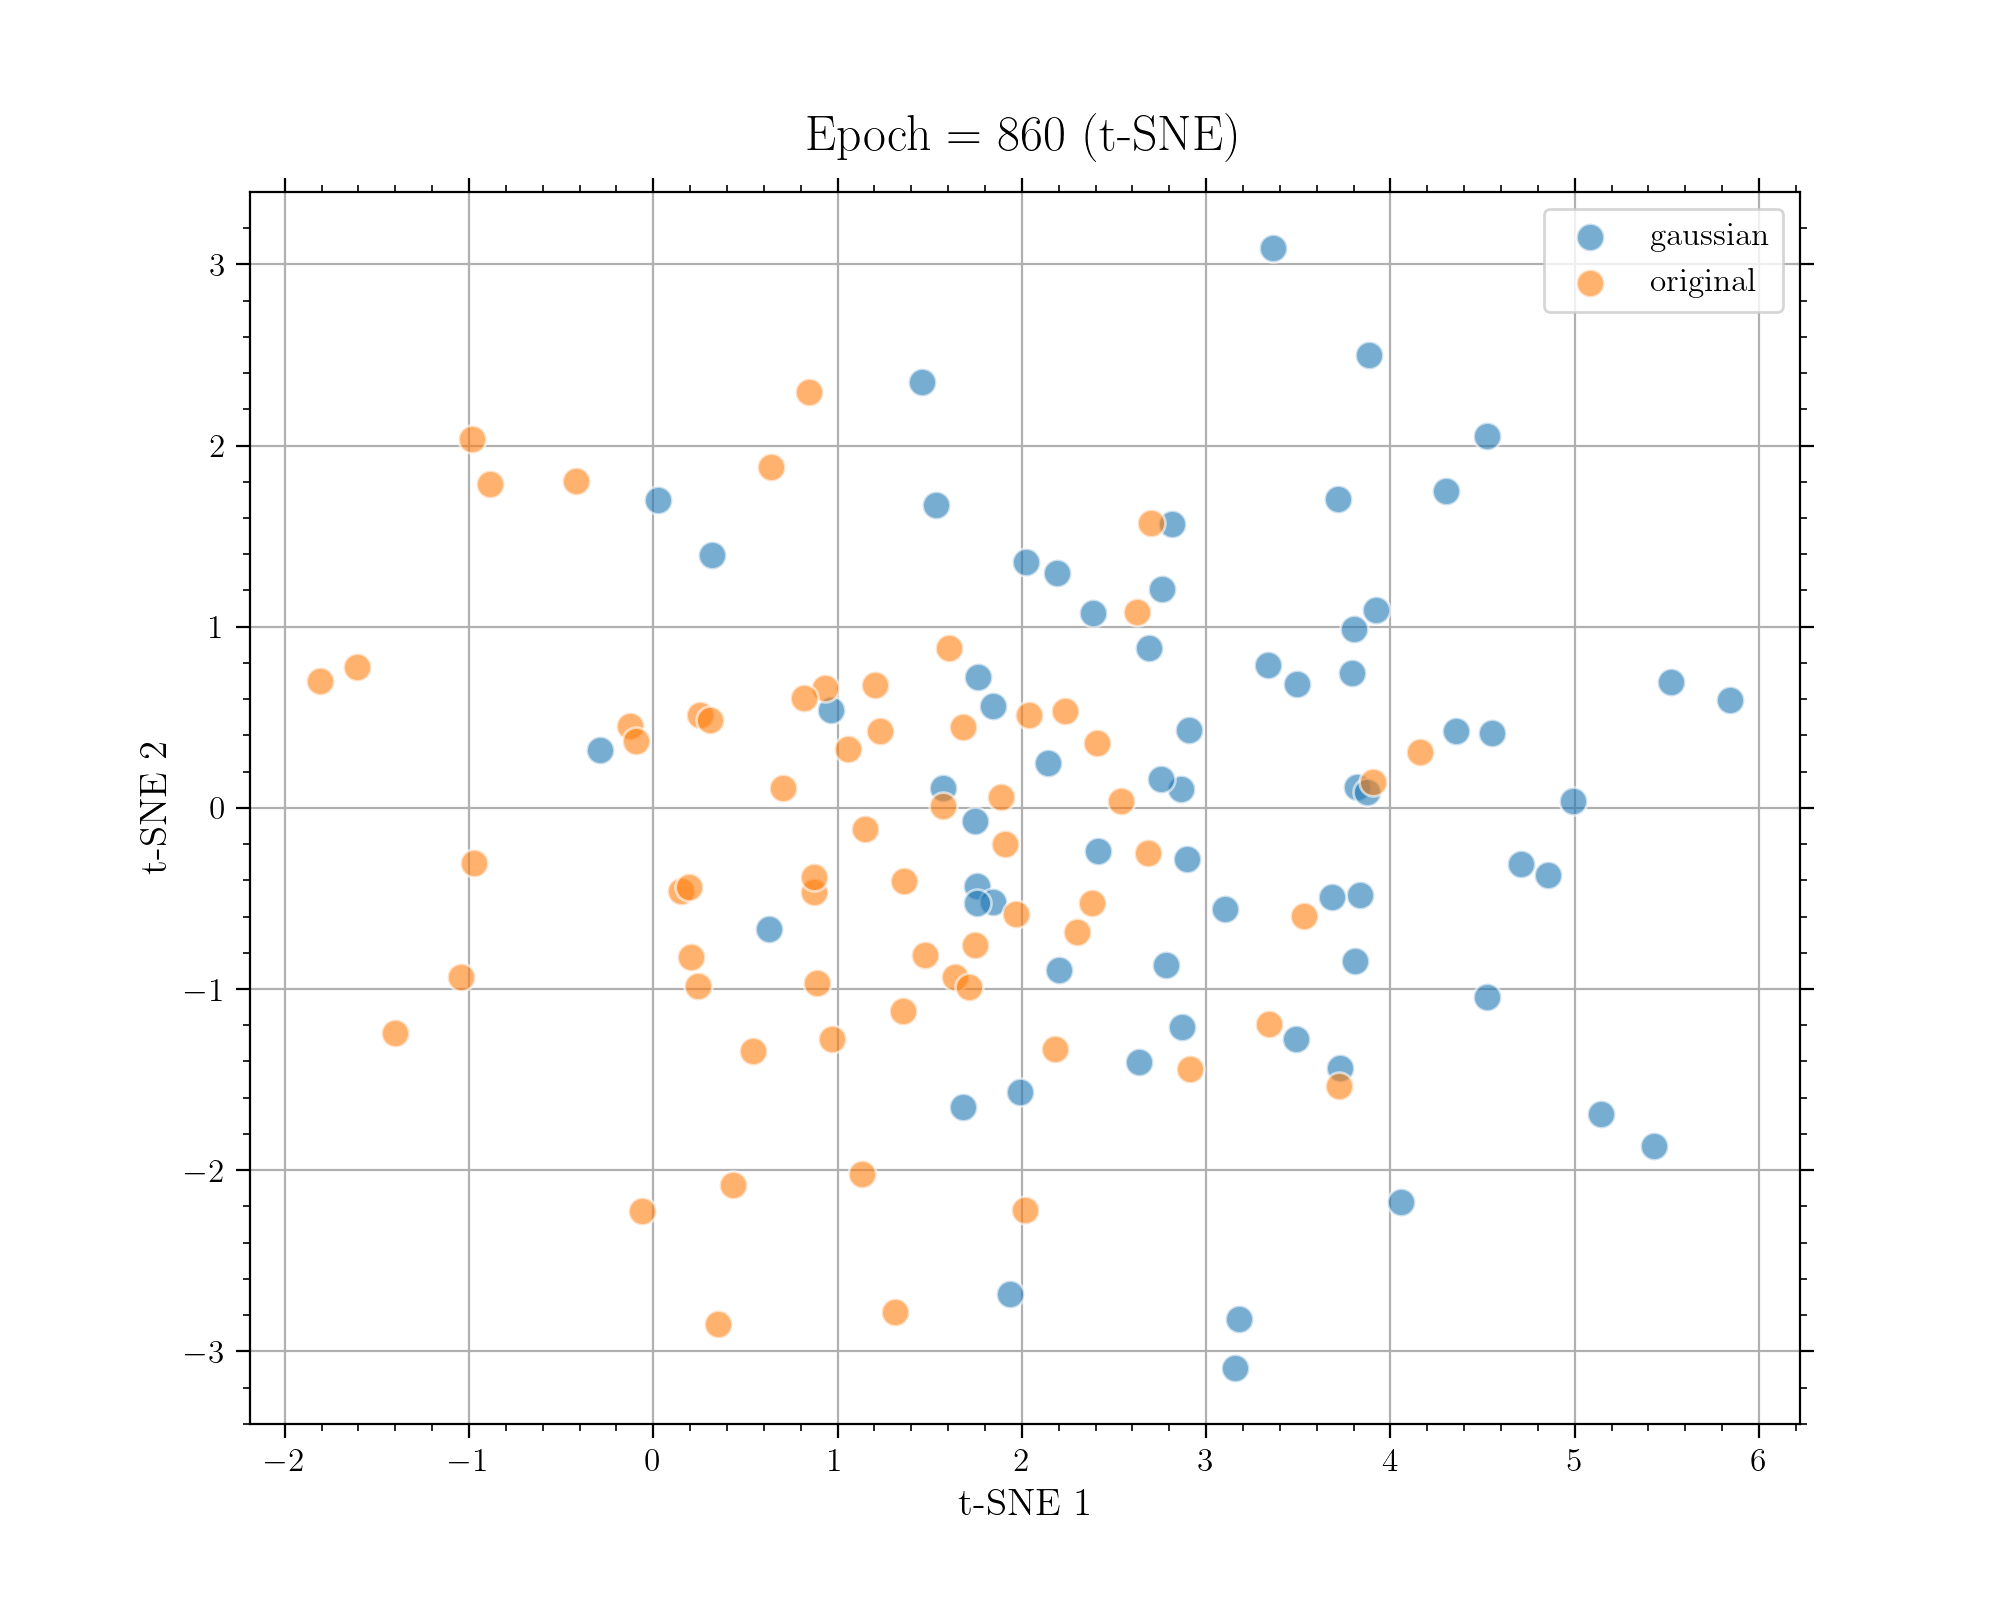 Epoch = 860 (t-SNE)
gaussian
original
3
2
1
0
−1
−2
−3
t-SNE 2
−2 −1 0 1 2 3 4 5 6
t-SNE 1